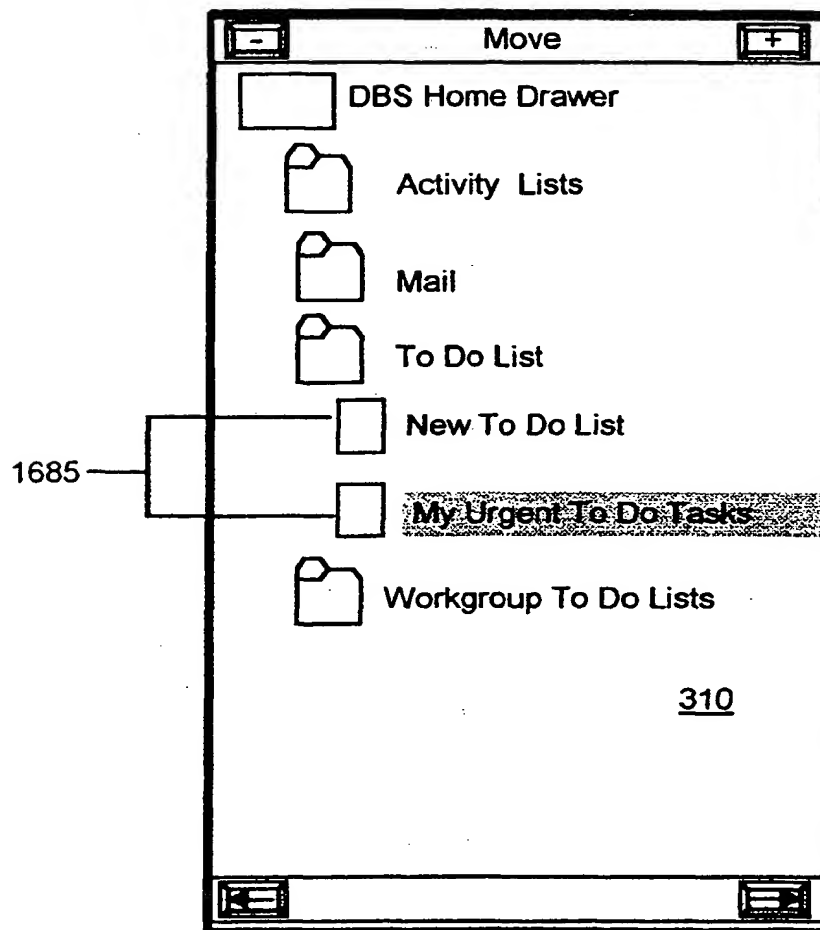 - Move +
DBS Home Drawer
Activity Lists
Mail
To Do List
New To Do List
1685
My Urgent To Do Tasks
Workgroup To Do Lists
310